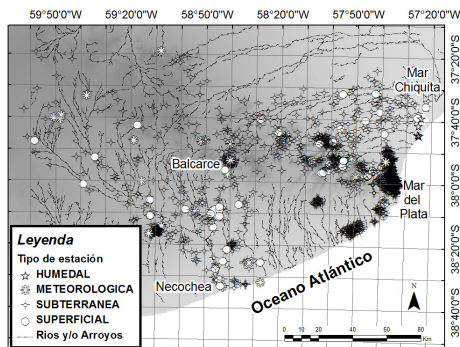 59°50'0"W 59°20'0"W 58°50'0"W 58°20'0"W 57°50'0"W 57°20'0"W
37°20'0"S
37°40'0"S
38°0'0"S
38°20'0"S
38°40'0"S
Mar
Chiquita
Balcarce
Mar
del
Plata
Necochea
Oceano Atlántico
Leyenda
Tipo de estación
HUMEDAL
METEOROLOGICA
SUBTERRANEA
SUPERFICIAL
Rios y/o Arroyos
N
0 10 20 40 60 80
Km